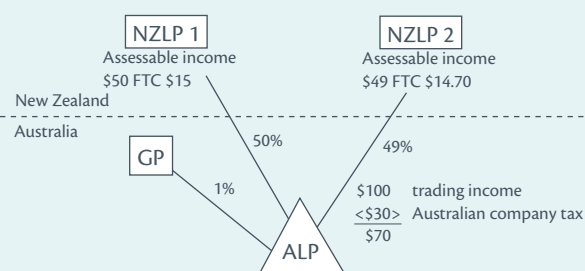 NZLP 1
NZLP 2
Assessable income
$50 FTC $15
Assessable income
$49 FTC $14.70
New Zealand
Australia
GP
50%
49%
1%
$100 trading income
<$30> Australian company tax
$70
ALP